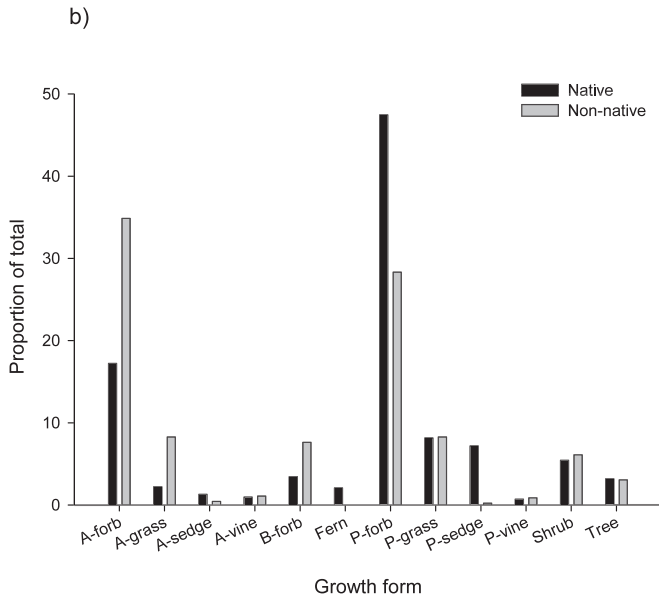 b)
Native
Non-native
50
40
30
20
10
0
Proportion of total
A-forb
A-grass
A-sedge
A-vine
B-forb
Fern
P-forb
P-grass
P-sedge
P-vine
Shrub
Tree
Growth form